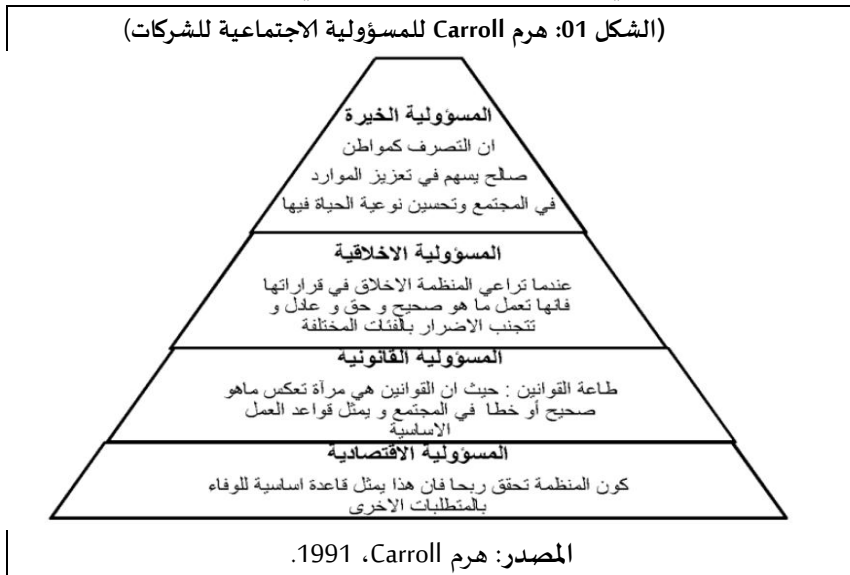 (الشكل 01: هرم Carroll للمسؤولية الاجتماعية للشركات)
المسؤولية الخيرة
ان التصرف كمواطن
صالح يسهم في تعزيز الموارد
في المجتمع وتحسين نوعية الحياة فيها
المسؤولية الاخلاقية
عندما تراعي المنظمة الاخلاق في قراراتها
فانها تعمل ما هو صحيح و حق و عادل و
تتجنب الاضرار بالفئات المختلفة
المسؤولية القانونية
طاعة القوانين : حيث ان القوانين هي مرآة تعكس ماهو
صحيح أو خطا في المجتمع و يمثل قواعد العمل
الاساسية
المسؤولية الاقتصادية
كون المنظمة تحقق ربحا فان هذا يمثل قاعدة اساسية للوفاء
بالمتطلبات الاخرى
المصدر: هرم Carroll، 1991.